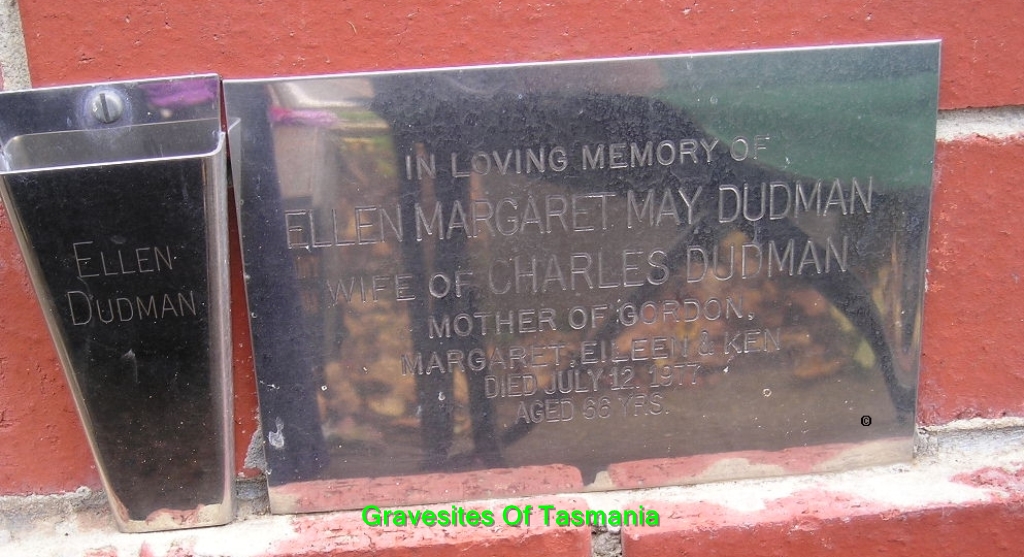 ELLEN
DUDMAN
IN LOVING MEMORY OF
ELLEN MARGARET MAY DUDMAN
WIFE OF CHARLES DUDMAN
MOTHER OF GORDON,
MARGARET, EILEEN & KEN
DIED JULY 12. 1977
AGED YRS.
©
Gravesites Of Tasmania